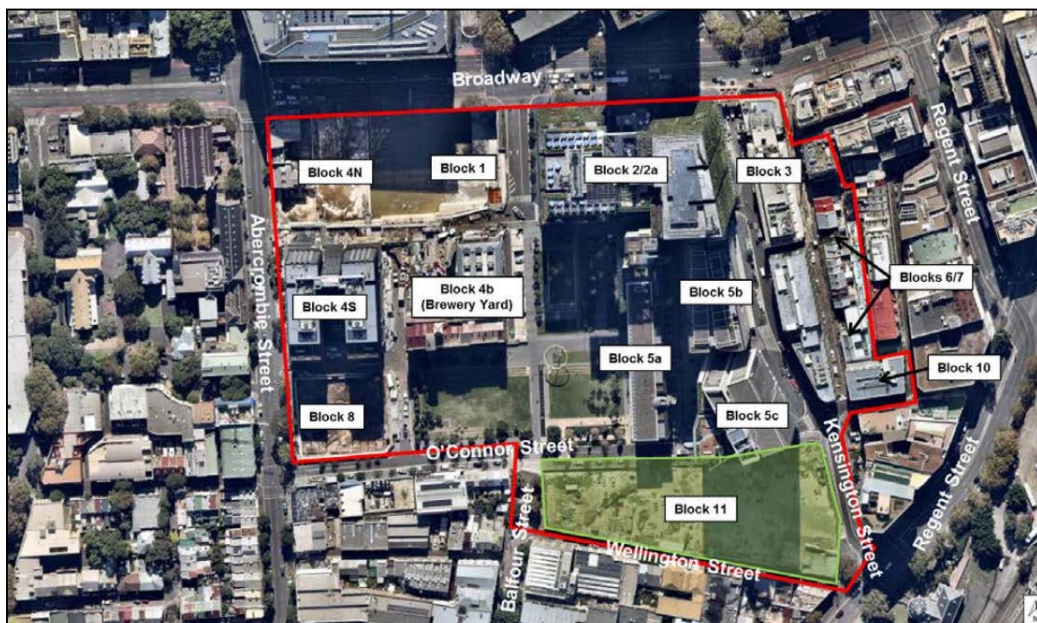 Broadway
Regent Street
Block 4N
Block 1
Block 2/2a
Block 3
Abercrombie Street
Blocks 6/7
Block 4b
(Brewery Yard)
Block 4S
Block 5b
Block 5a
Block 10
Block 8
Block 5c
O'Connor Street
Kensington Street
Regent Street
Block 11
Balfour Street
Wellington Street
N